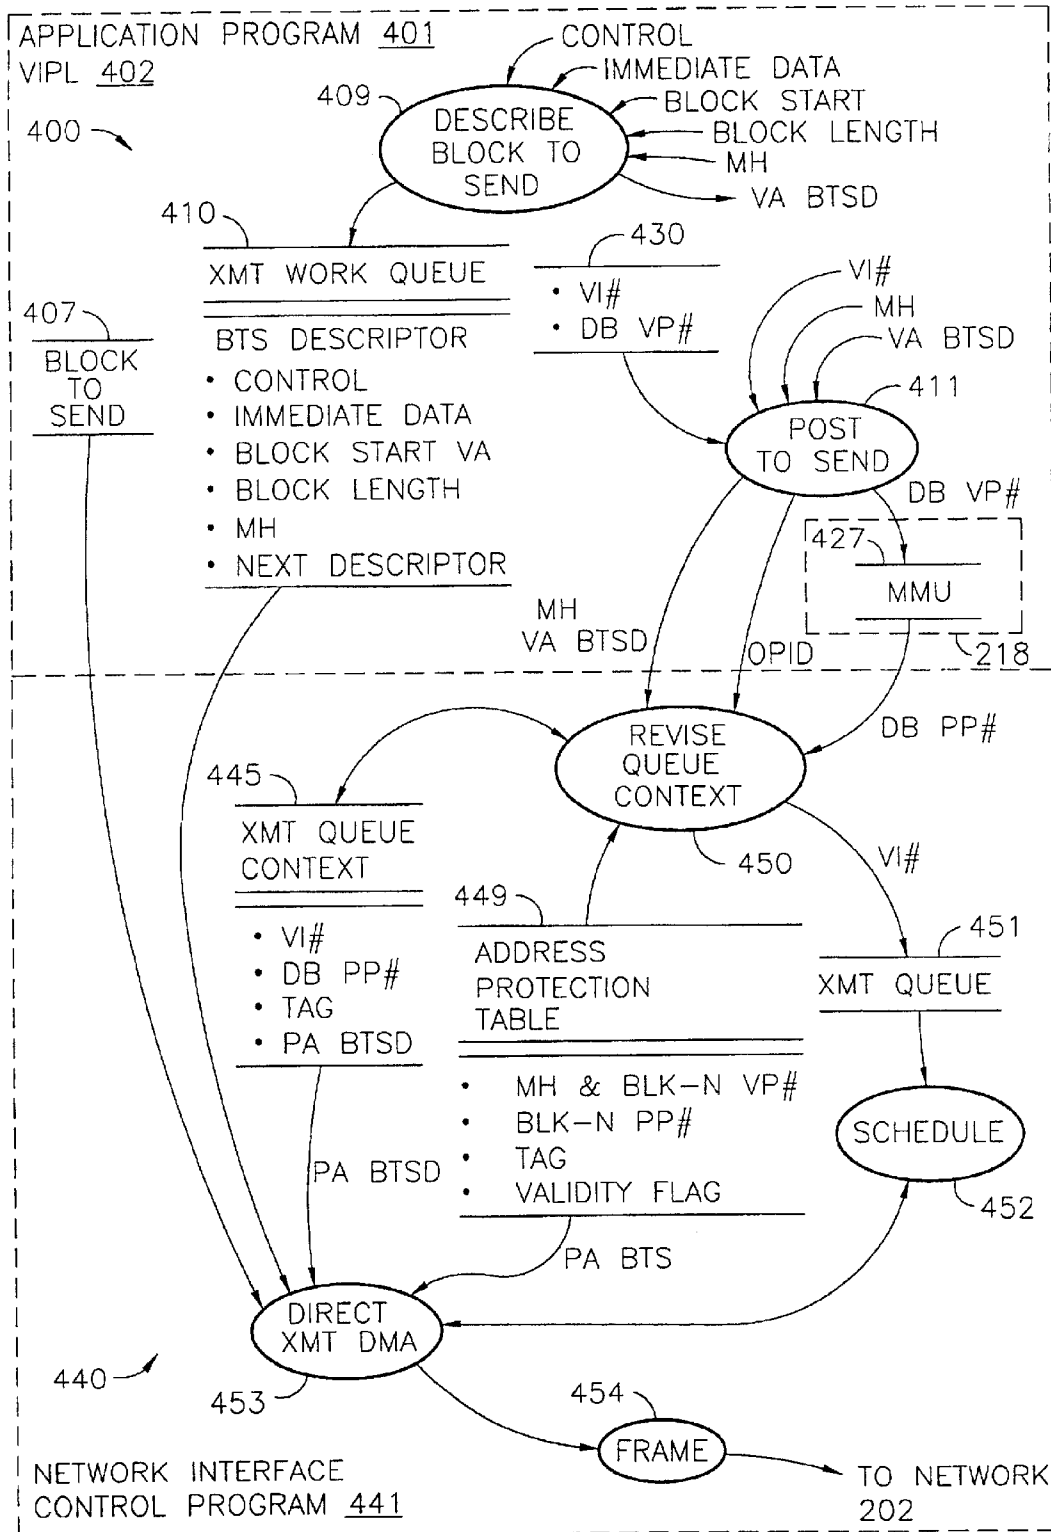 APPLICATION PROGRAM 401
VIPL 402
400
CONTROL
IMMEDIATE DATA
BLOCK START
BLOCK LENGTH
MH
VA BTSD
409
DESCRIBE
BLOCK TO
SEND
410
XMT WORK QUEUE
BTS DESCRIPTOR
• CONTROL
• IMMEDIATE DATA
• BLOCK START VA
• BLOCK LENGTH
• MH
• NEXT DESCRIPTOR
407
BLOCK
TO
SEND
430
• VI#
• DB VP#
VI#
MH
VA BTSD
411
POST
TO SEND
DB VP#
427
MMU
218
MH
VA BTSD
OPID
DB PP#
REVISE
QUEUE
CONTEXT
450
445
XMT QUEUE
CONTEXT
• VI#
• DB PP#
• TAG
• PA BTSD
449
ADDRESS
PROTECTION
TABLE
• MH & BLK-N VP#
• BLK-N PP#
• TAG
• VALIDITY FLAG
VI#
451
XMT QUEUE
SCHEDULE
452
PA BTSD
PA BTS
DIRECT
XMT DMA
453
440
454
FRAME
TO NETWORK
202
NETWORK INTERFACE
CONTROL PROGRAM 441